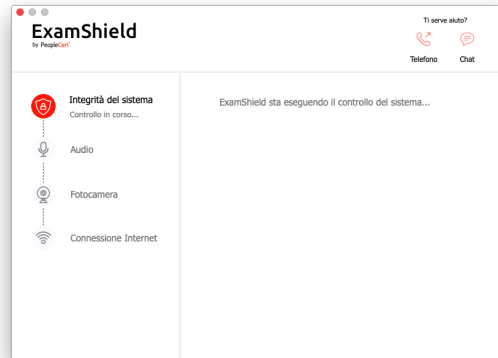 ExamShield
by PeopleCert
Ti serve aiuto?
Telefono
Chat
Integrità del sistema
Controllo in corso...
Audio
Fotocamera
Connessione Internet
ExamShield sta eseguendo il controllo del sistema...